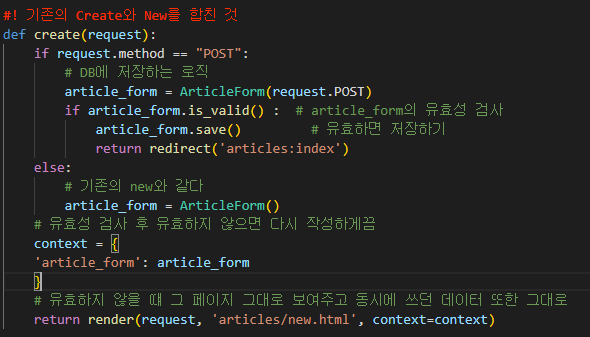 #! 기존의 Create와 New를 합친 것
def create(request):
    if request.method == "POST":
        # DB에 저장하는 로직
        article_form = ArticleForm(request.POST)
        if article_form.is_valid() :  # article_form의 유효성 검사
            article_form.save()         # 유효하면 저장하기
            return redirect('articles:index')
    else:
        # 기존의 new와 같다
        article_form = ArticleForm()
    # 유효성 검사 후 유효하지 않으면 다시 작성하게끔
    context = {
    'article_form': article_form
    }
    # 유효하지 않을 떄 그 페이지 그대로 보여주고 동시에 쓰던 데이터 또한 그대로
    return render(request, 'articles/new.html', context=context)